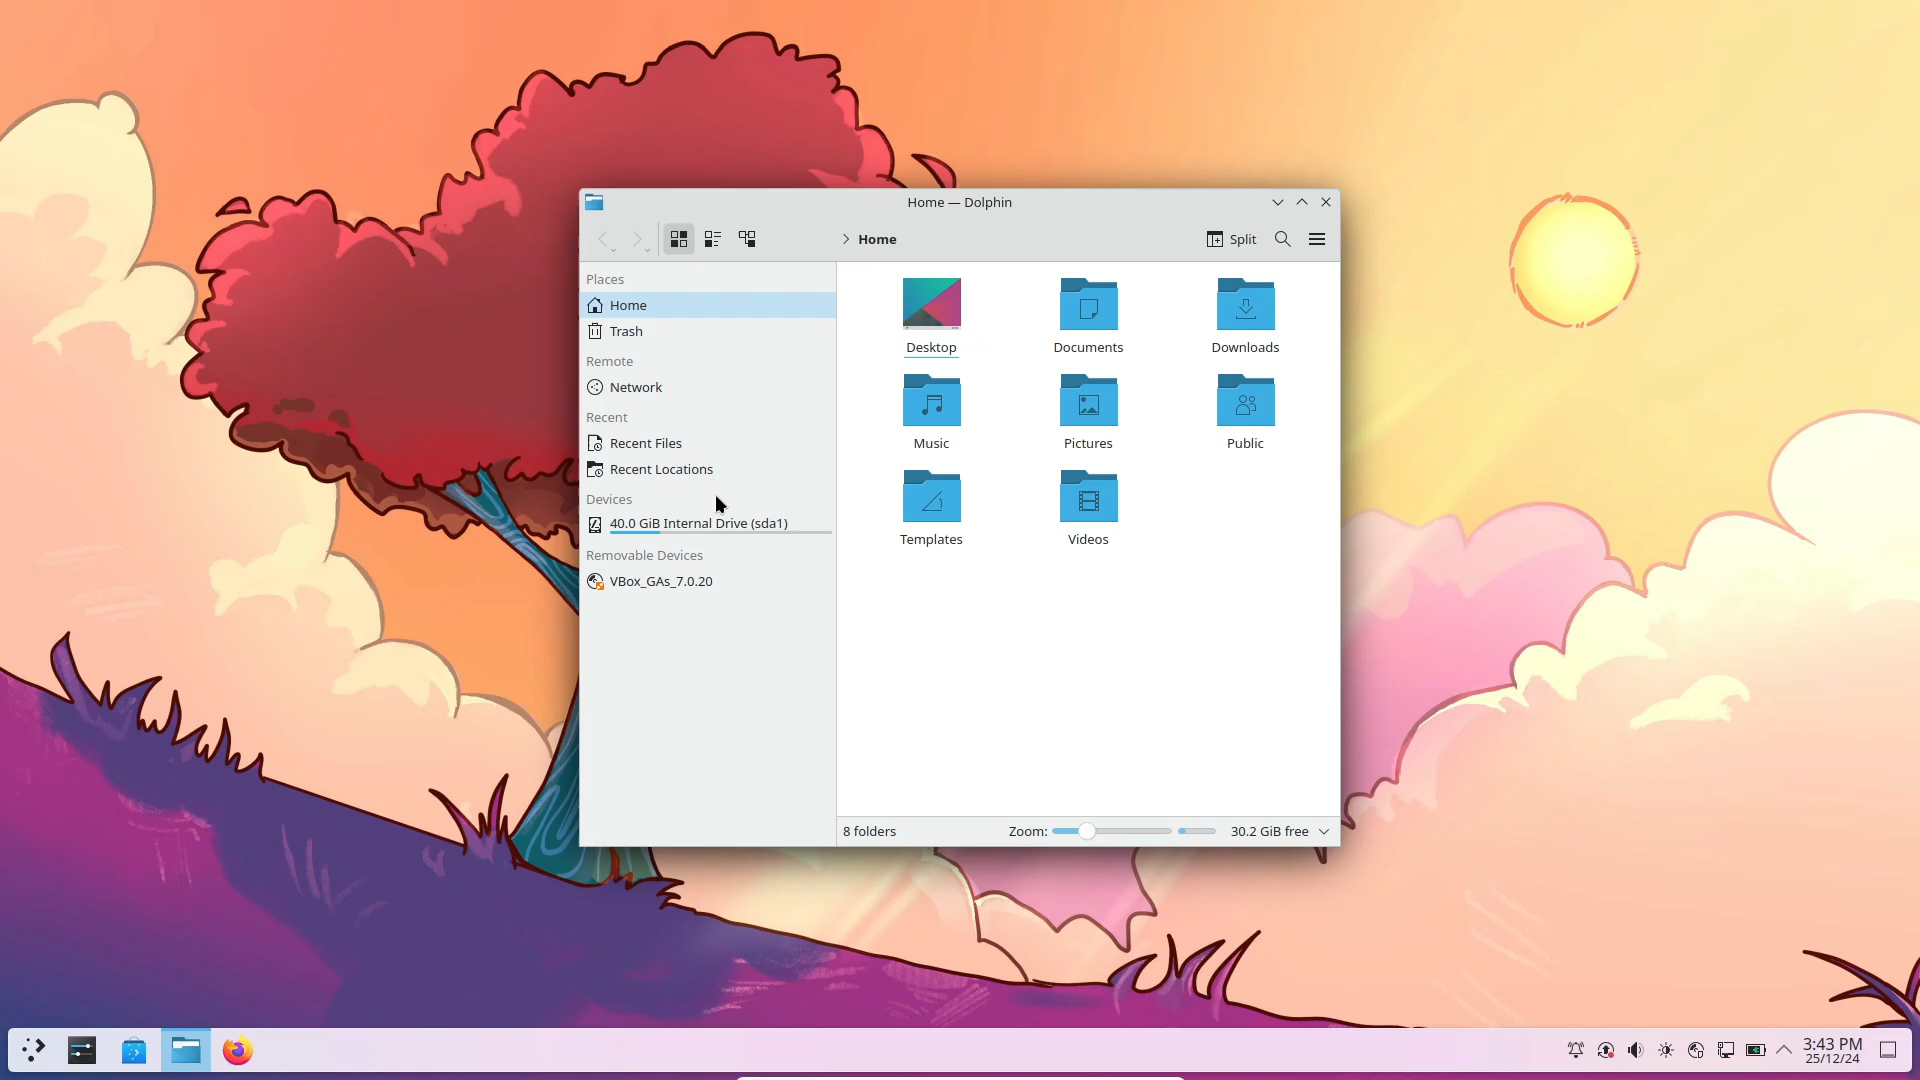 Home — Dolphin
Home
Split
Places
Home
Trash
Remote
Network
Recent
Recent Files
Recent Locations
Devices
40.0 GiB Internal Drive (sda1)
Removable Devices
VBox_GAs_7.0.20
Desktop
Documents
Downloads
Music
Pictures
Public
Templates
Videos
8 folders
Zoom:
30.2 GiB free
3:43 PM
25/12/24